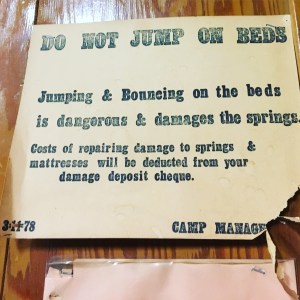 DO NOT JUMP ON BEDS
Jumping & Bouncing on the beds
is dangerous & damages the springs.
Costs of repairing damage to springs &
mattresses will be deducted from your
damage deposit cheque.
3-14-78 CAMP MANAGE